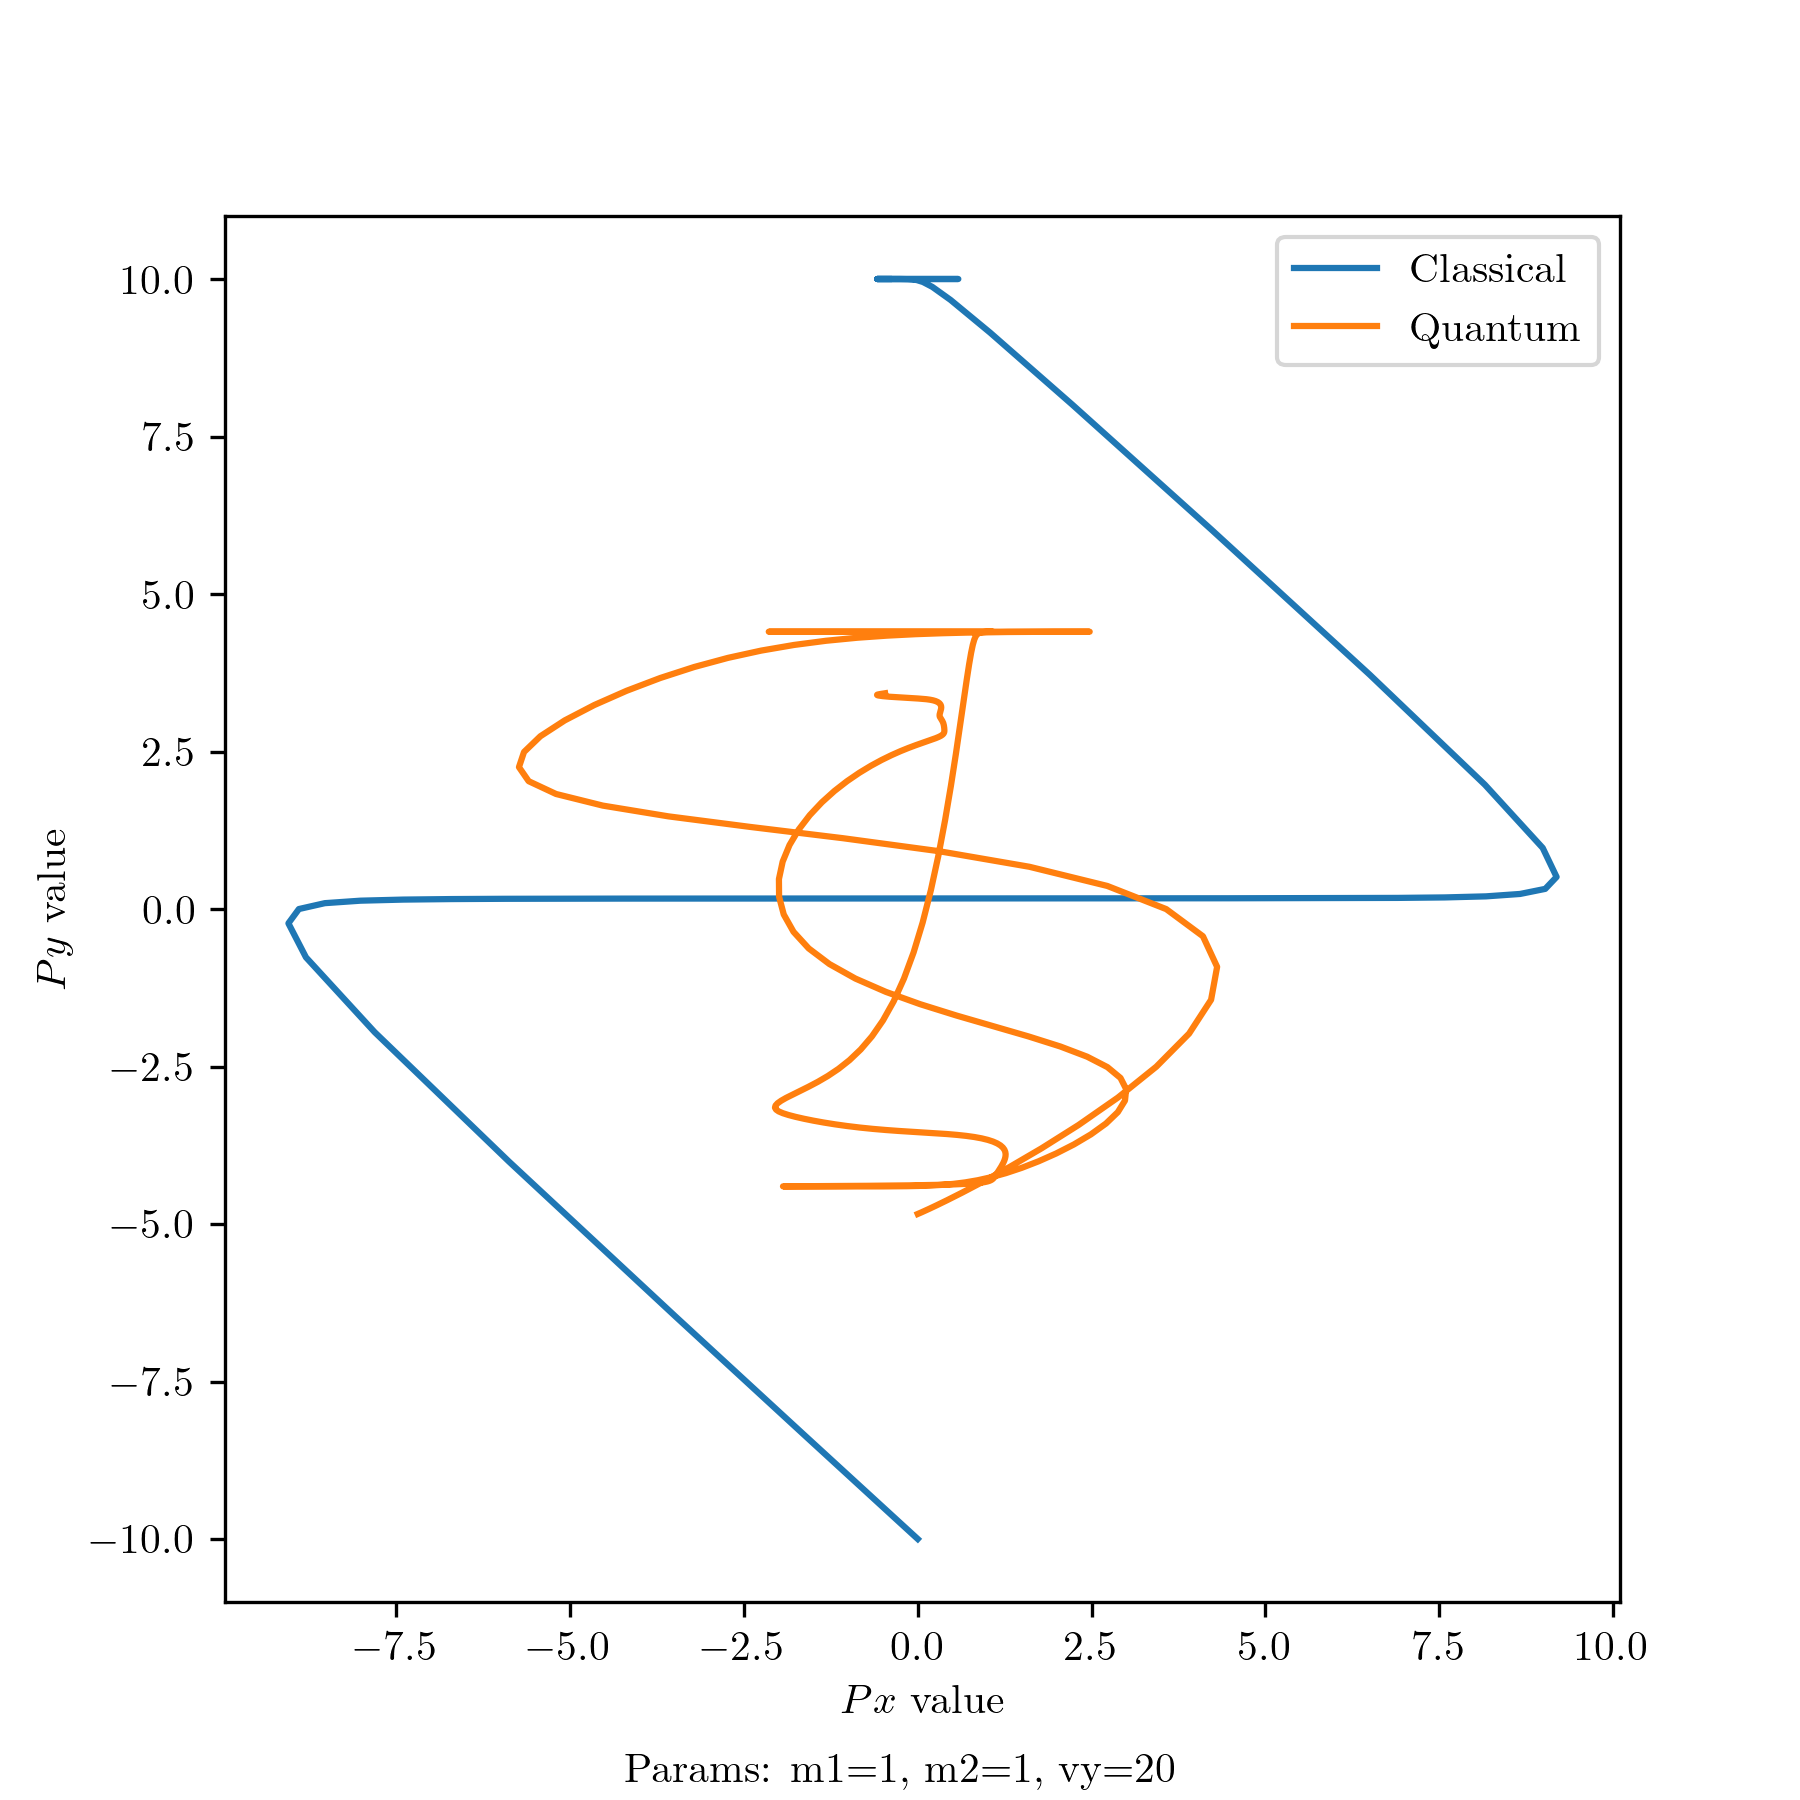 Classical
Quantum
10.0
7.5
5.0
2.5
0.0
−2.5
−5.0
−7.5
−10.0
Py value
−7.5 −5.0 −2.5 0.0 2.5 5.0 7.5 10.0
Px value
Params: m1=1, m2=1, vy=20